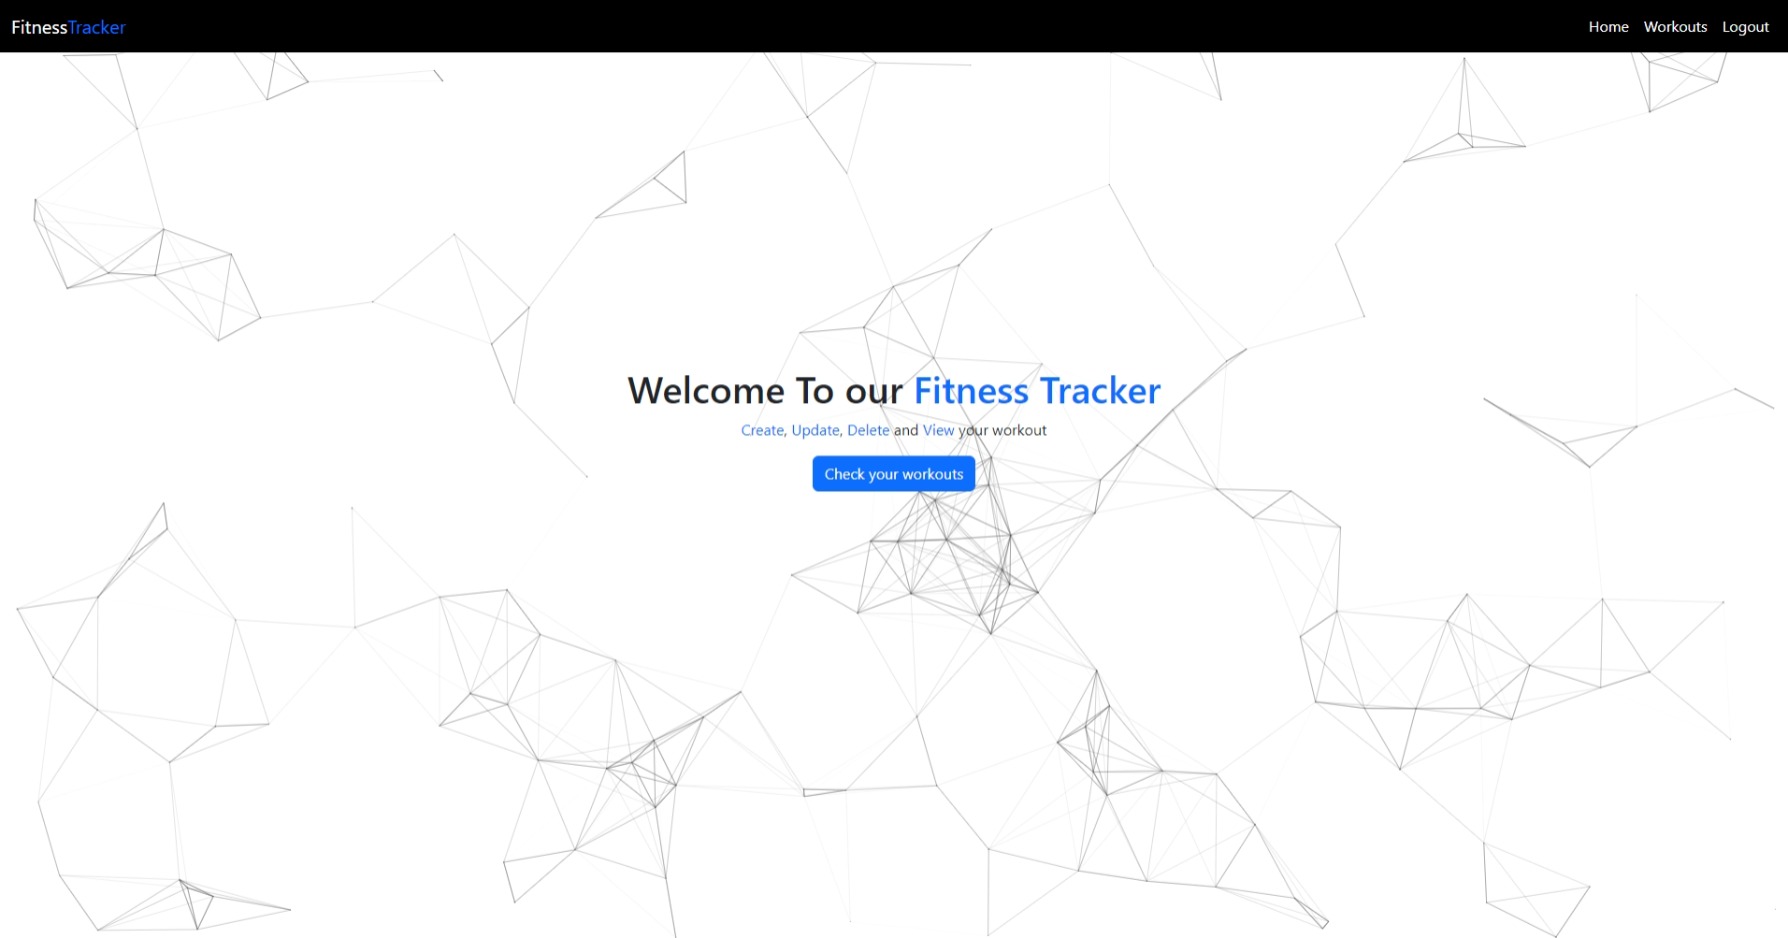 FitnessTracker
Home Workouts Logout
Welcome To our Fitness Tracker
Create, Update, Delete and View your workout
Check your workouts